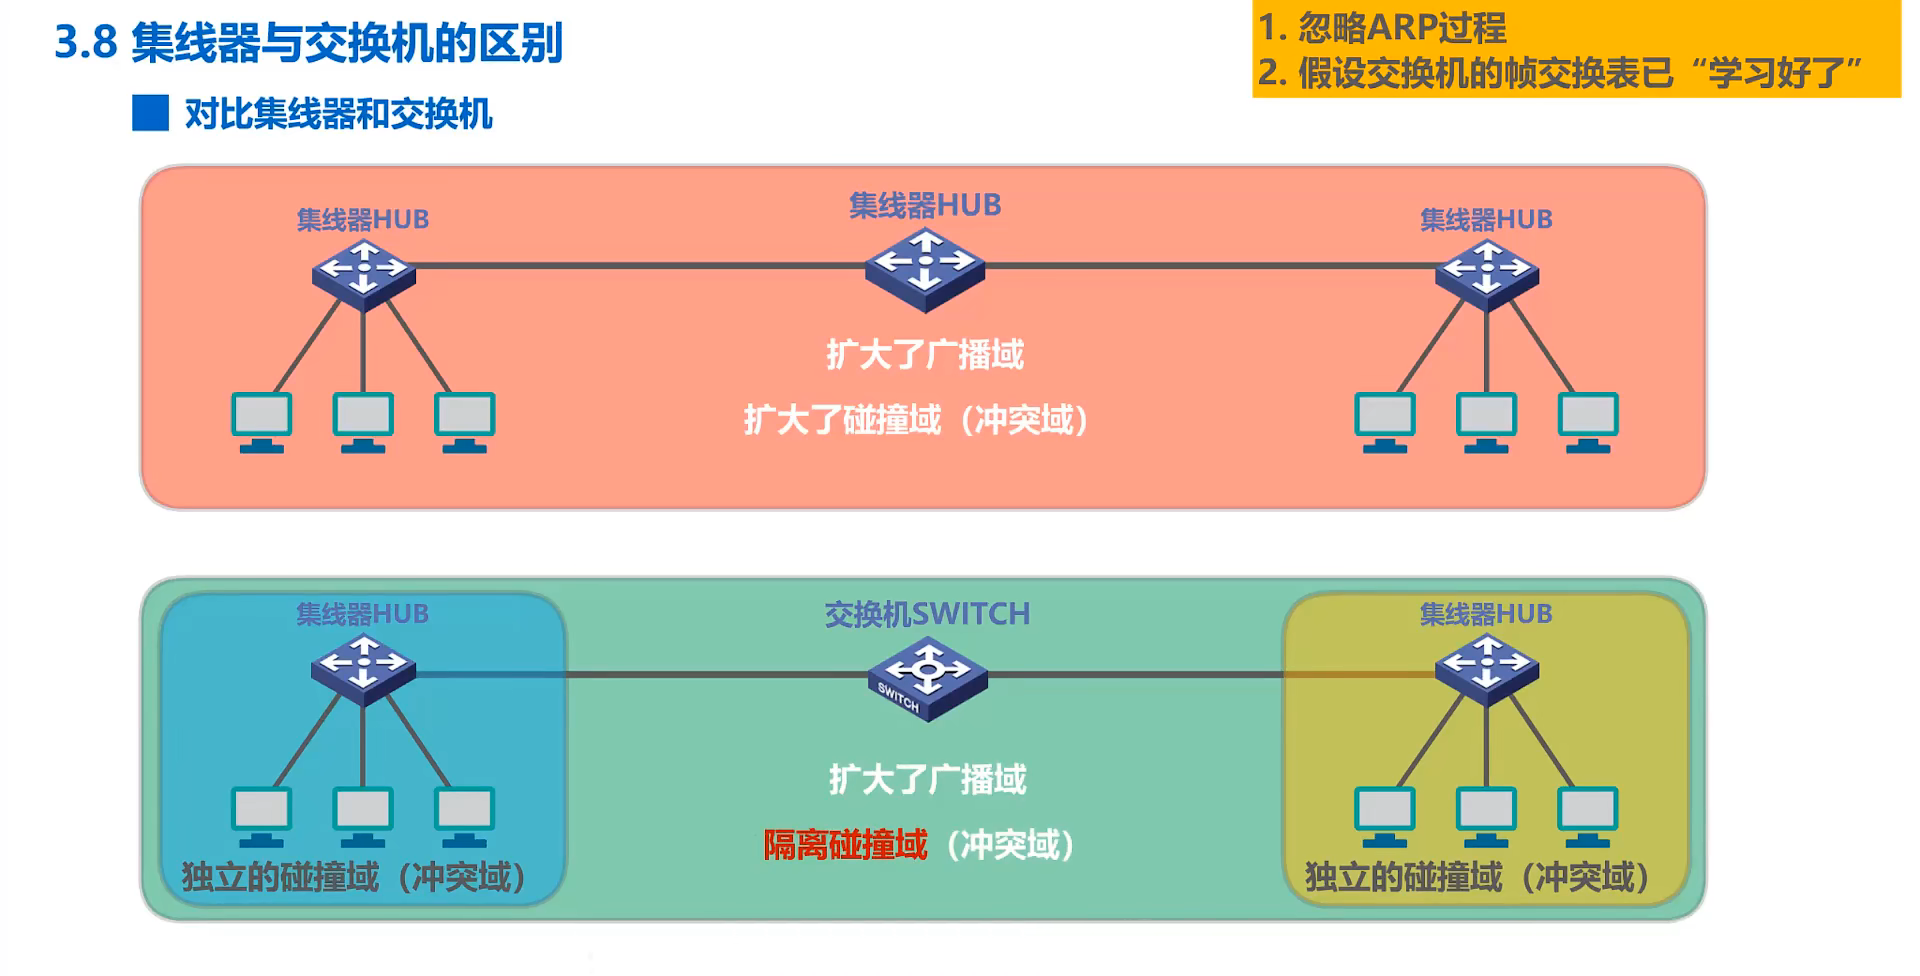 3.8 集线器与交换机的区别
1. 忽略ARP过程
2. 假设交换机的帧交换表已“学习好了”
对比集线器和交换机
集线器HUB
集线器HUB
集线器HUB
扩大了广播域
扩大了碰撞域（冲突域）
集线器HUB
交换机SWITCH
集线器HUB
SWITCH
扩大了广播域
隔离碰撞域（冲突域）
独立的碰撞域（冲突域）
独立的碰撞域（冲突域）